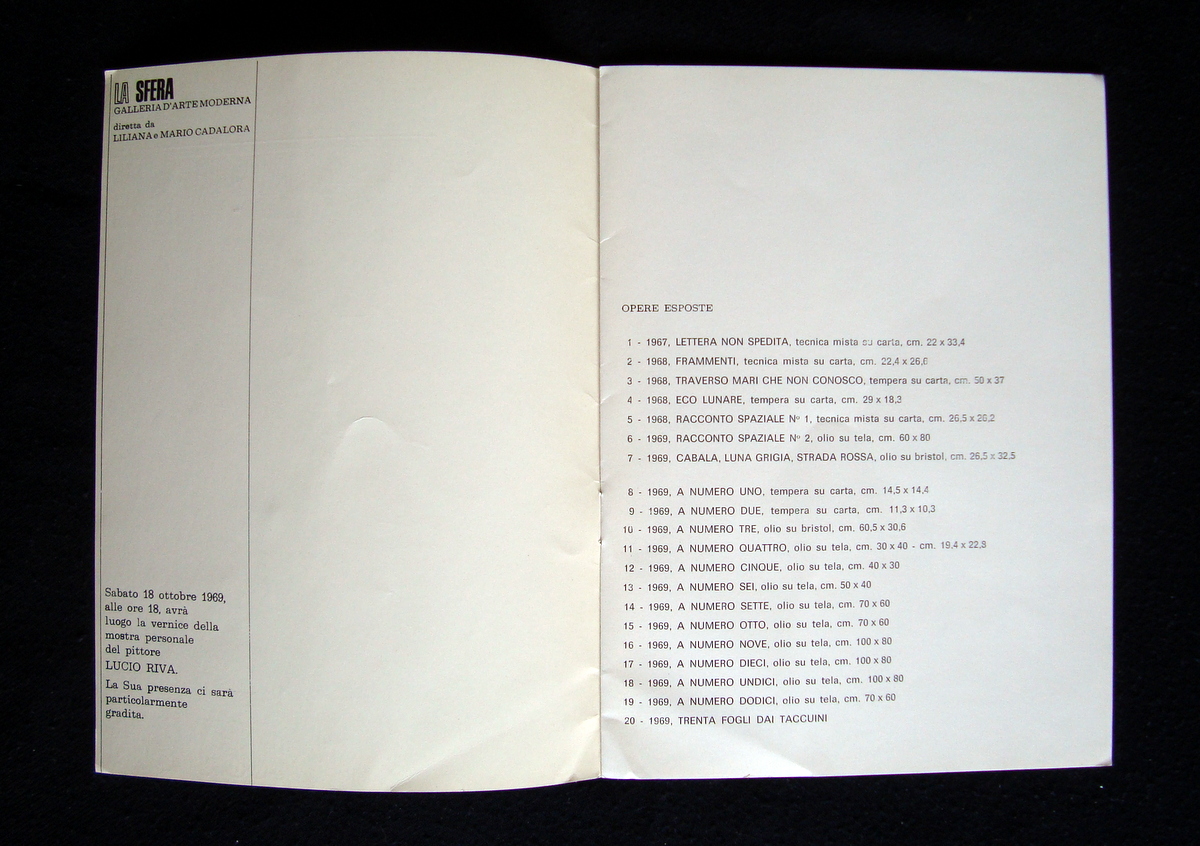 LA SFERA
GALLERIA D'ARTE MODERNA
diretta da
LILIANA e MARIO CADALORA
Sabato 18 ottobre 1969,
alle ore 18, avrà
luogo la vernice della
mostra personale
del pittore
LUCIO RIVA.
La Sua presenza ci sarà
particolarmente
gradita.
OPERE ESPOSTE
1 - 1967, LETTERA NON SPEDITA, tecnica mista su carta, cm. 22 x 33,4
2 - 1968, FRAMMENTI, tecnica mista su carta, cm. 22,4 x 26,6
3 - 1968, TRAVERSO MARI CHE NON CONOSCO, tempera su carta, cm. 50 x 37
4 - 1968, ECO LUNARE, tempera su carta, cm. 29 x 18,3
5 - 1968, RACCONTO SPAZIALE Nº 1, tecnica mista su carta, cm. 26,5 x 26,2
6 - 1969, RACCONTO SPAZIALE Nº 2, olio su tela, cm. 60 x 80
7 - 1969, CABALA, LUNA GRIGIA, STRADA ROSSA, olio su bristol, cm. 26,5 x 32,5
8 - 1969, A NUMERO UNO, tempera su carta, cm. 14,5 x 14,4
9 - 1969, A NUMERO DUE, tempera su carta, cm. 11,3 x 10,3
10 - 1969, A NUMERO TRE, olio su bristol, cm. 60,5 x 30,6
11 - 1969, A NUMERO QUATTRO, olio su tela, cm. 30 x 40 - cm. 19,4 x 22,8
12 - 1969, A NUMERO CINQUE, olio su tela, cm. 40 x 30
13 - 1969, A NUMERO SEI, olio su tela, cm. 50 x 40
14 - 1969, A NUMERO SETTE, olio su tela, cm. 70 x 60
15 - 1969, A NUMERO OTTO, olio su tela, cm. 70 x 60
16 - 1969, A NUMERO NOVE, olio su tela, cm. 100 x 80
17 - 1969, A NUMERO DIECI, olio su tela, cm. 100 x 80
18 - 1969, A NUMERO UNDICI, olio su tela, cm. 100 x 80
19 - 1969, A NUMERO DODICI, olio su tela, cm. 70 x 60
20 - 1969, TRENTA FOGLI DAI TACCUINI